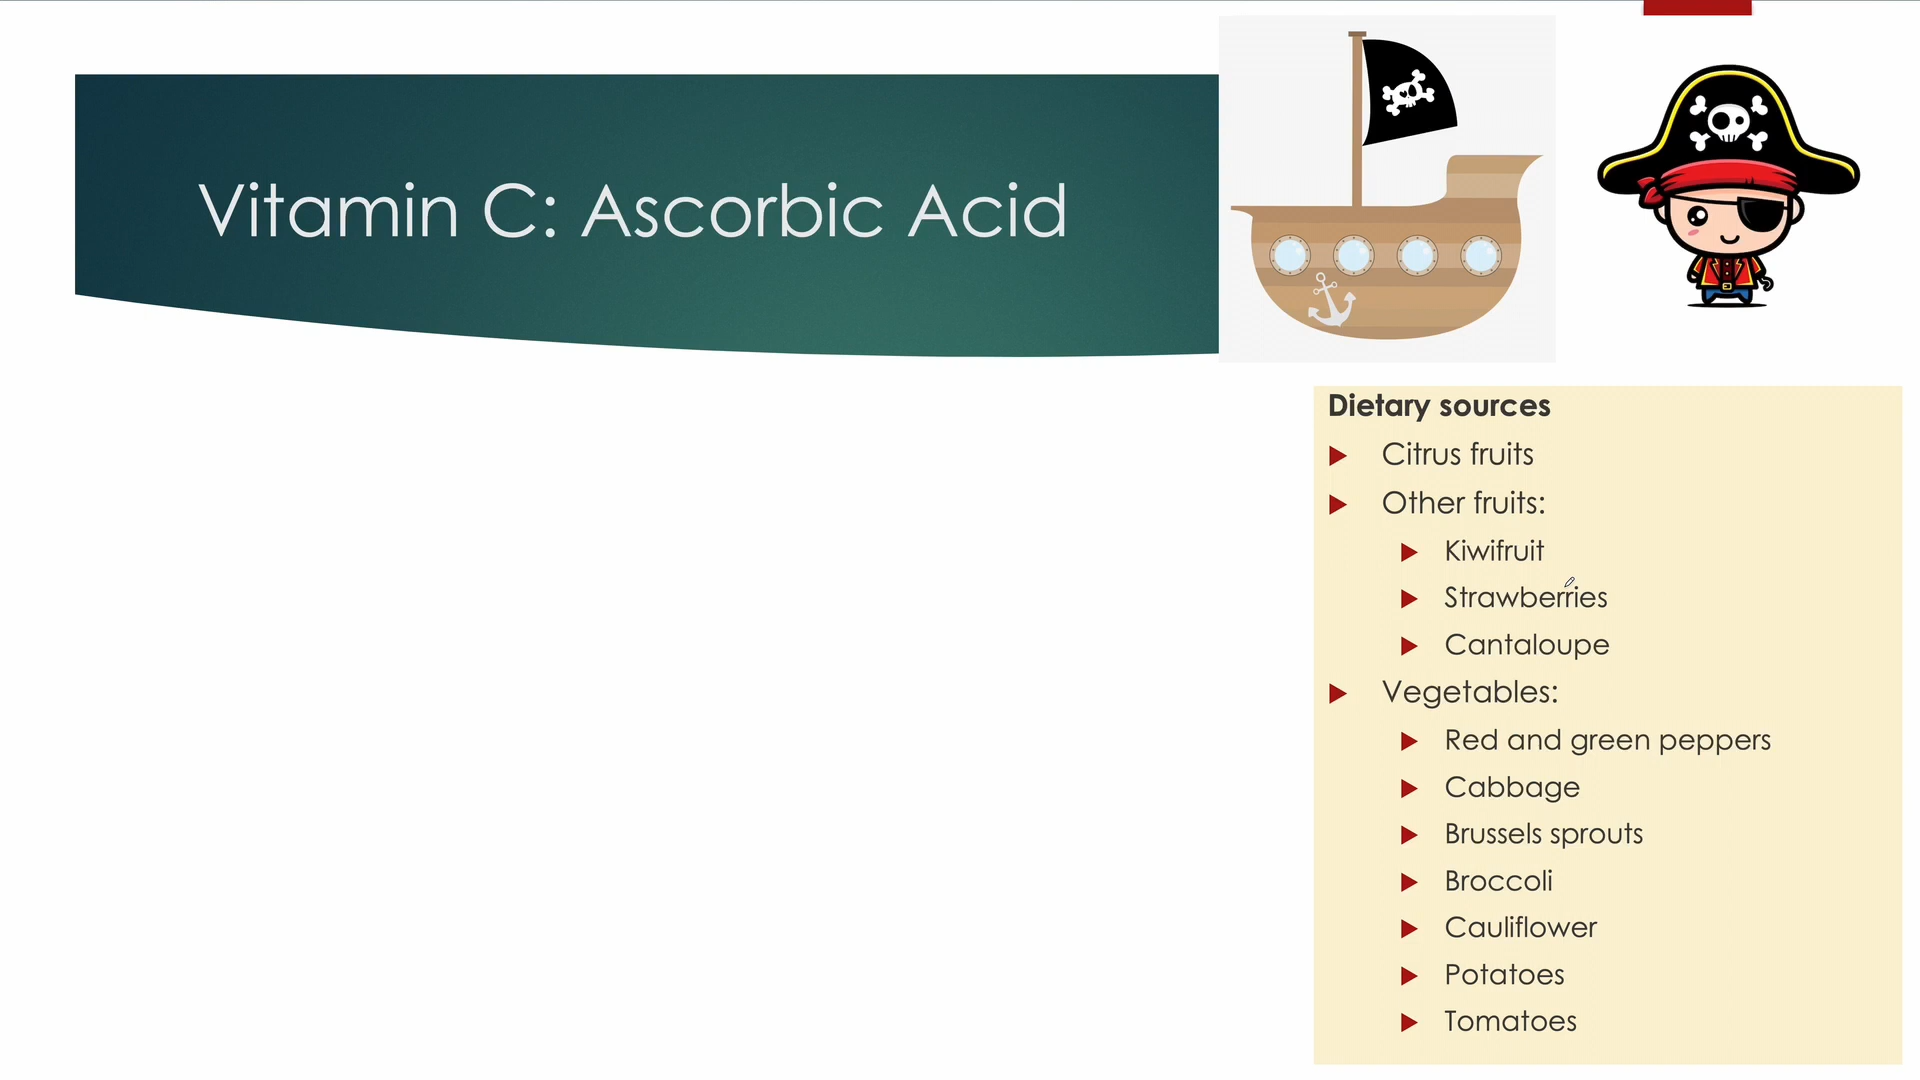 Vitamin C: Ascorbic Acid
Dietary sources
Citrus fruits
Other fruits:
Kiwifruit
Strawberries
Cantaloupe
Vegetables:
Red and green peppers
Cabbage
Brussels sprouts
Broccoli
Cauliflower
Potatoes
Tomatoes